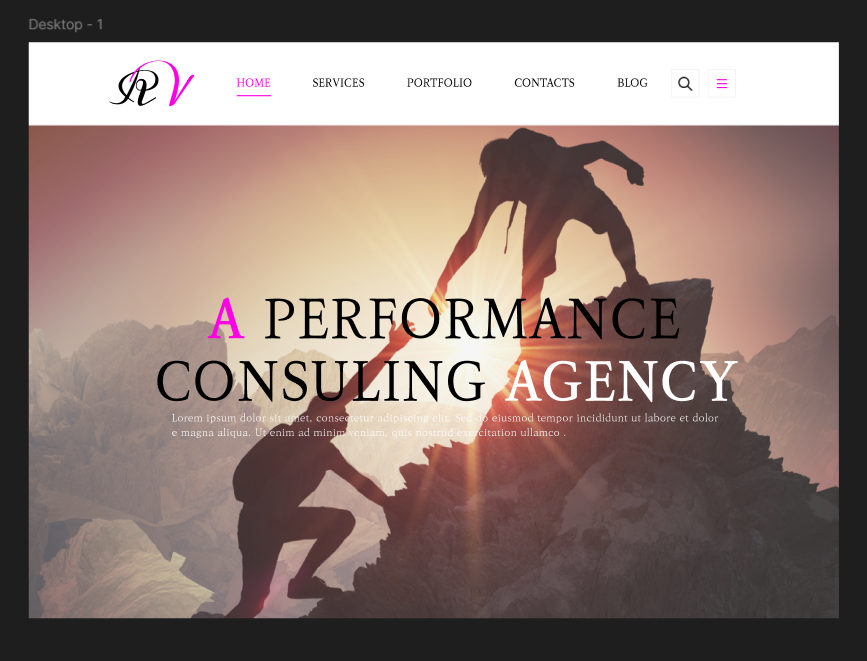 Desktop - 1
RV
HOME SERVICES PORTFOLIO CONTACTS BLOG
A PERFORMANCE
CONSULING AGENCY
Lorem ipsum dolor sit amet, consectetur adipiscing elit. Sed do eiusmod tempor incididunt ut labore et dolor
e magna aliqua. Ut enim ad minim veniam, quis nostrud exercitation ullamco .